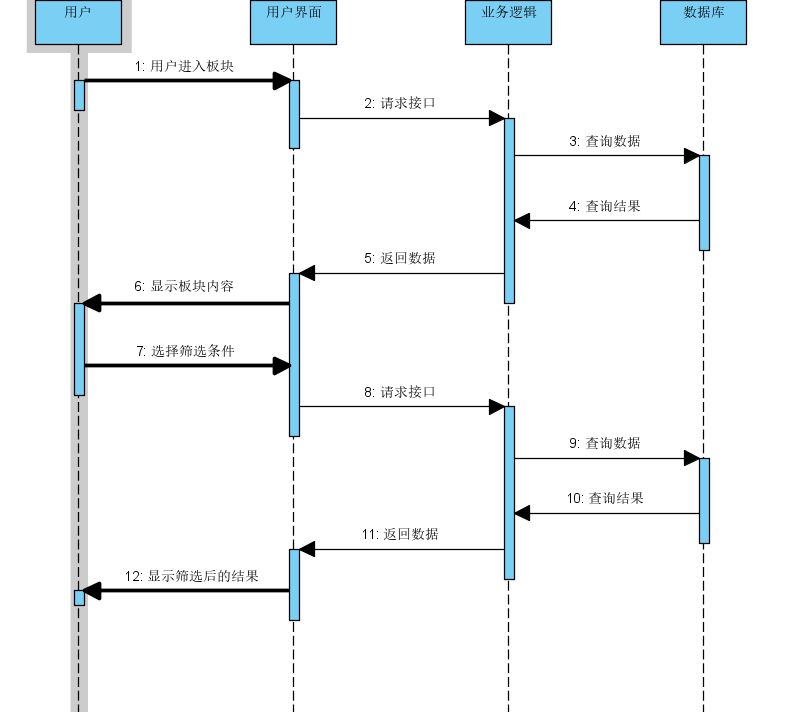 用户
用户界面
业务逻辑
数据库
1: 用户进入板块
2: 请求接口
3: 查询数据
4: 查询结果
5: 返回数据
6: 显示板块内容
7: 选择筛选条件
8: 请求接口
9: 查询数据
10: 查询结果
11: 返回数据
12: 显示筛选后的结果